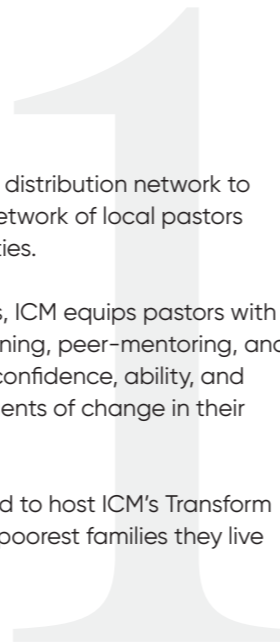 distribution network to
etwork of local pastors
ties.
s, ICM equips pastors with
ning, peer-mentoring, and
confidence, ability, and
ents of change in their
d to host ICM's Transform
poorest families they live
1